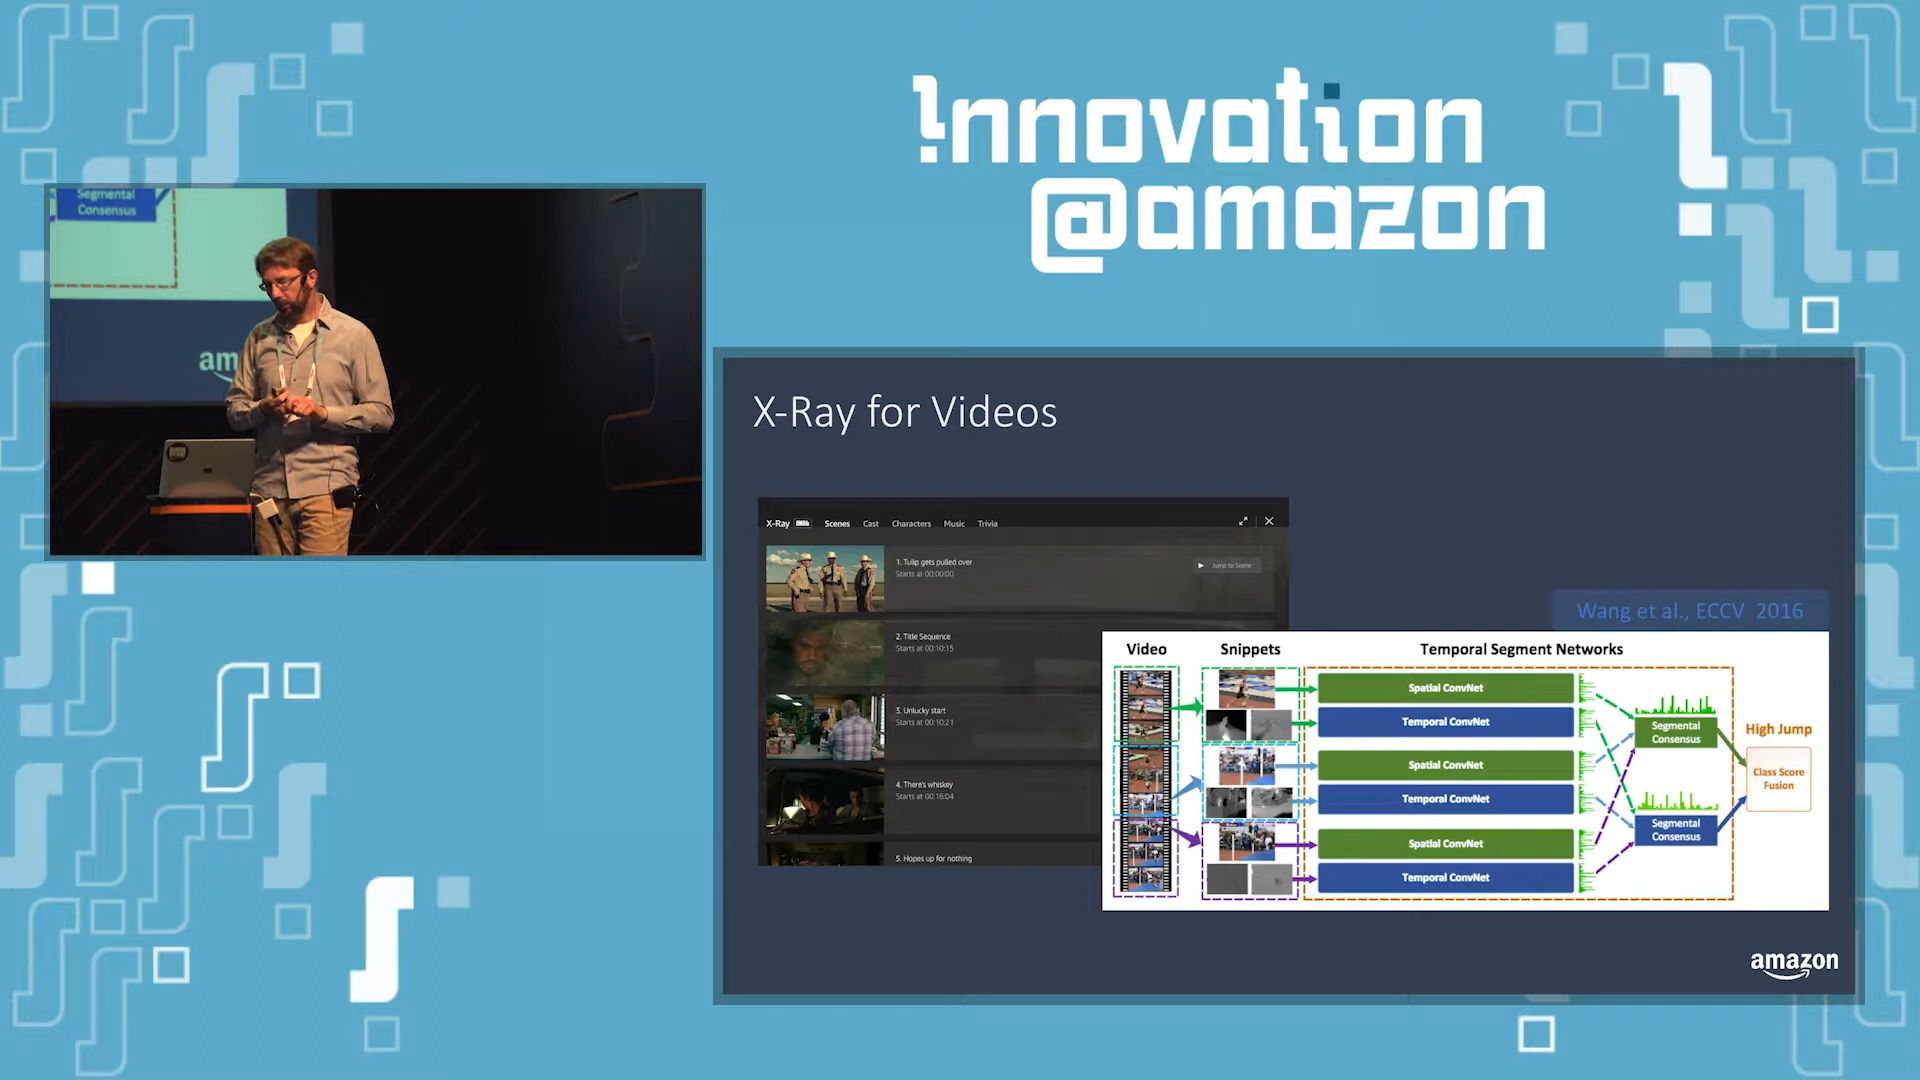 Innovation
@amazon
Segmental
Consensus
am
X-Ray for Videos
X-Ray IMDb Scenes Cast Characters Music Trivia
1. Tulip gets pulled over
Starts at 00:00:00
Jump to Scene
2. Title Sequence
Starts at 00:10:15
3. Unlucky start
Starts at 00:10:21
4. There's whiskey
Starts at 00:16:04
5. Hopes up for nothing
Wang et al., ECCV 2016
Video Snippets Temporal Segment Networks
Spatial ConvNet
Temporal ConvNet
Spatial ConvNet
Temporal ConvNet
Spatial ConvNet
Temporal ConvNet
Segmental
Consensus
Segmental
Consensus
High Jump
Class Score
Fusion
amazon